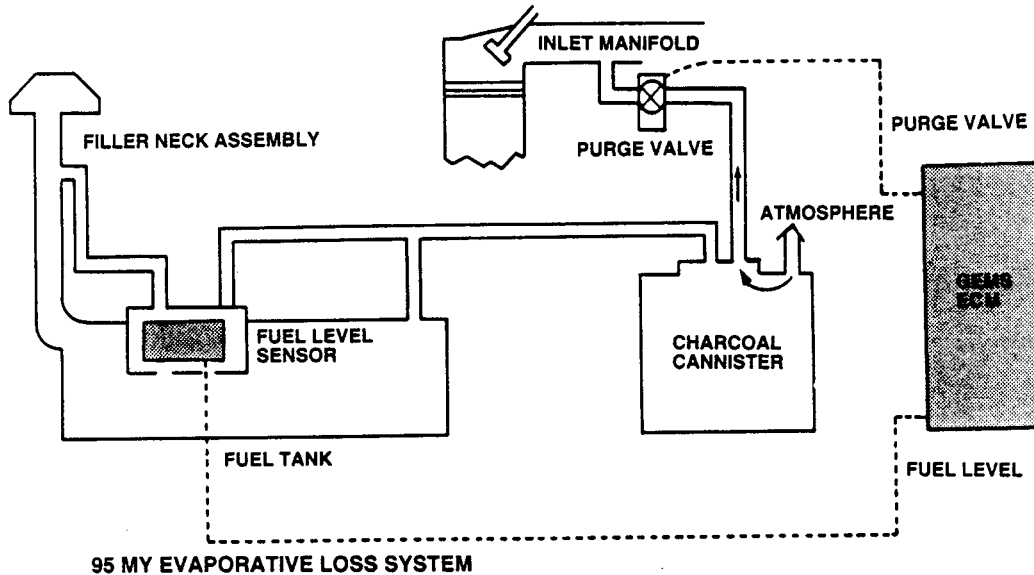 INLET MANIFOLD
FILLER NECK ASSEMBLY
PURGE VALVE
PURGE VALVE
ATMOSPHERE
GEMS
ECM
FUEL LEVEL
SENSOR
CHARCOAL
CANNISTER
FUEL TANK
FUEL LEVEL
95 MY EVAPORATIVE LOSS SYSTEM